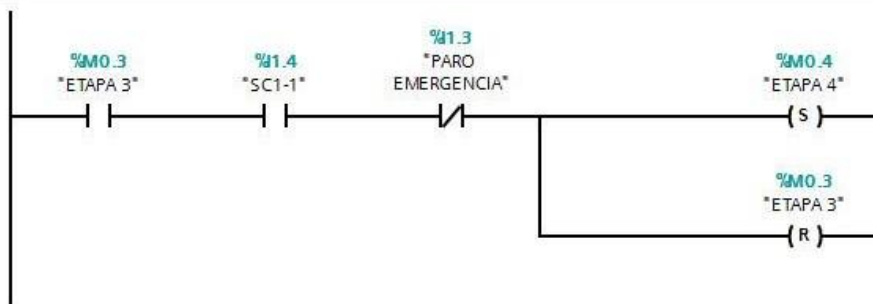 %M0.3
"ETAPA 3"
%I1.4
"SC1-1"
%I1.3
"PARO
EMERGENCIA"
%M0.4
"ETAPA 4"
S
%M0.3
"ETAPA 3"
R